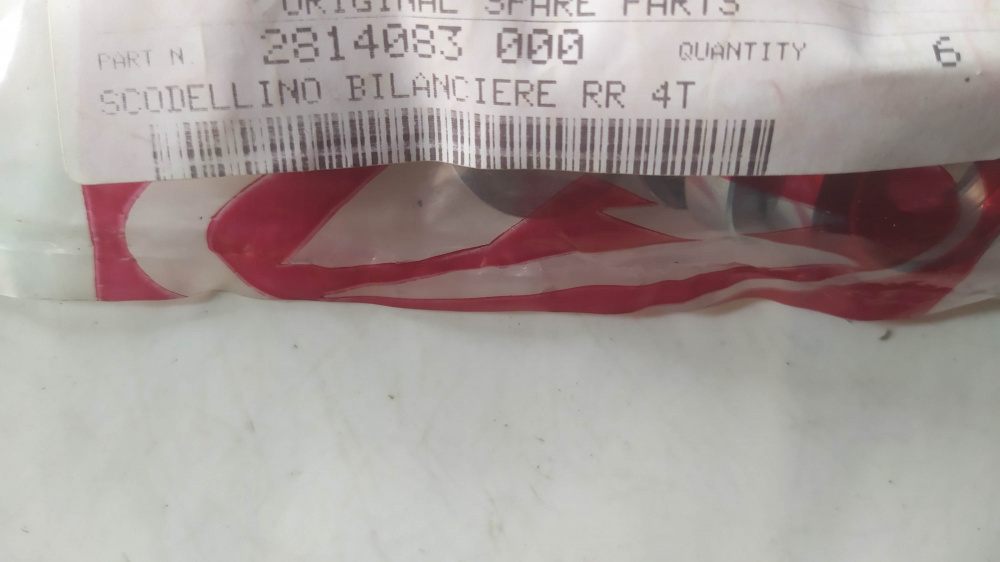 ORIGINAL SPARE PARTS
PART N. 2814083 000 QUANTITY 6
SCODELLINO BILANCIERE RR 4T